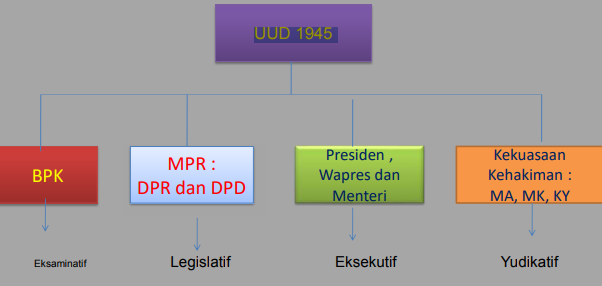 UUD 1945
BPK
MPR :
DPR dan DPD
Presiden ,
Wapres dan
Menteri
Kekuasaan
Kehakiman :
MA, MK, KY
Eksaminatif
Legislatif
Eksekutif
Yudikatif